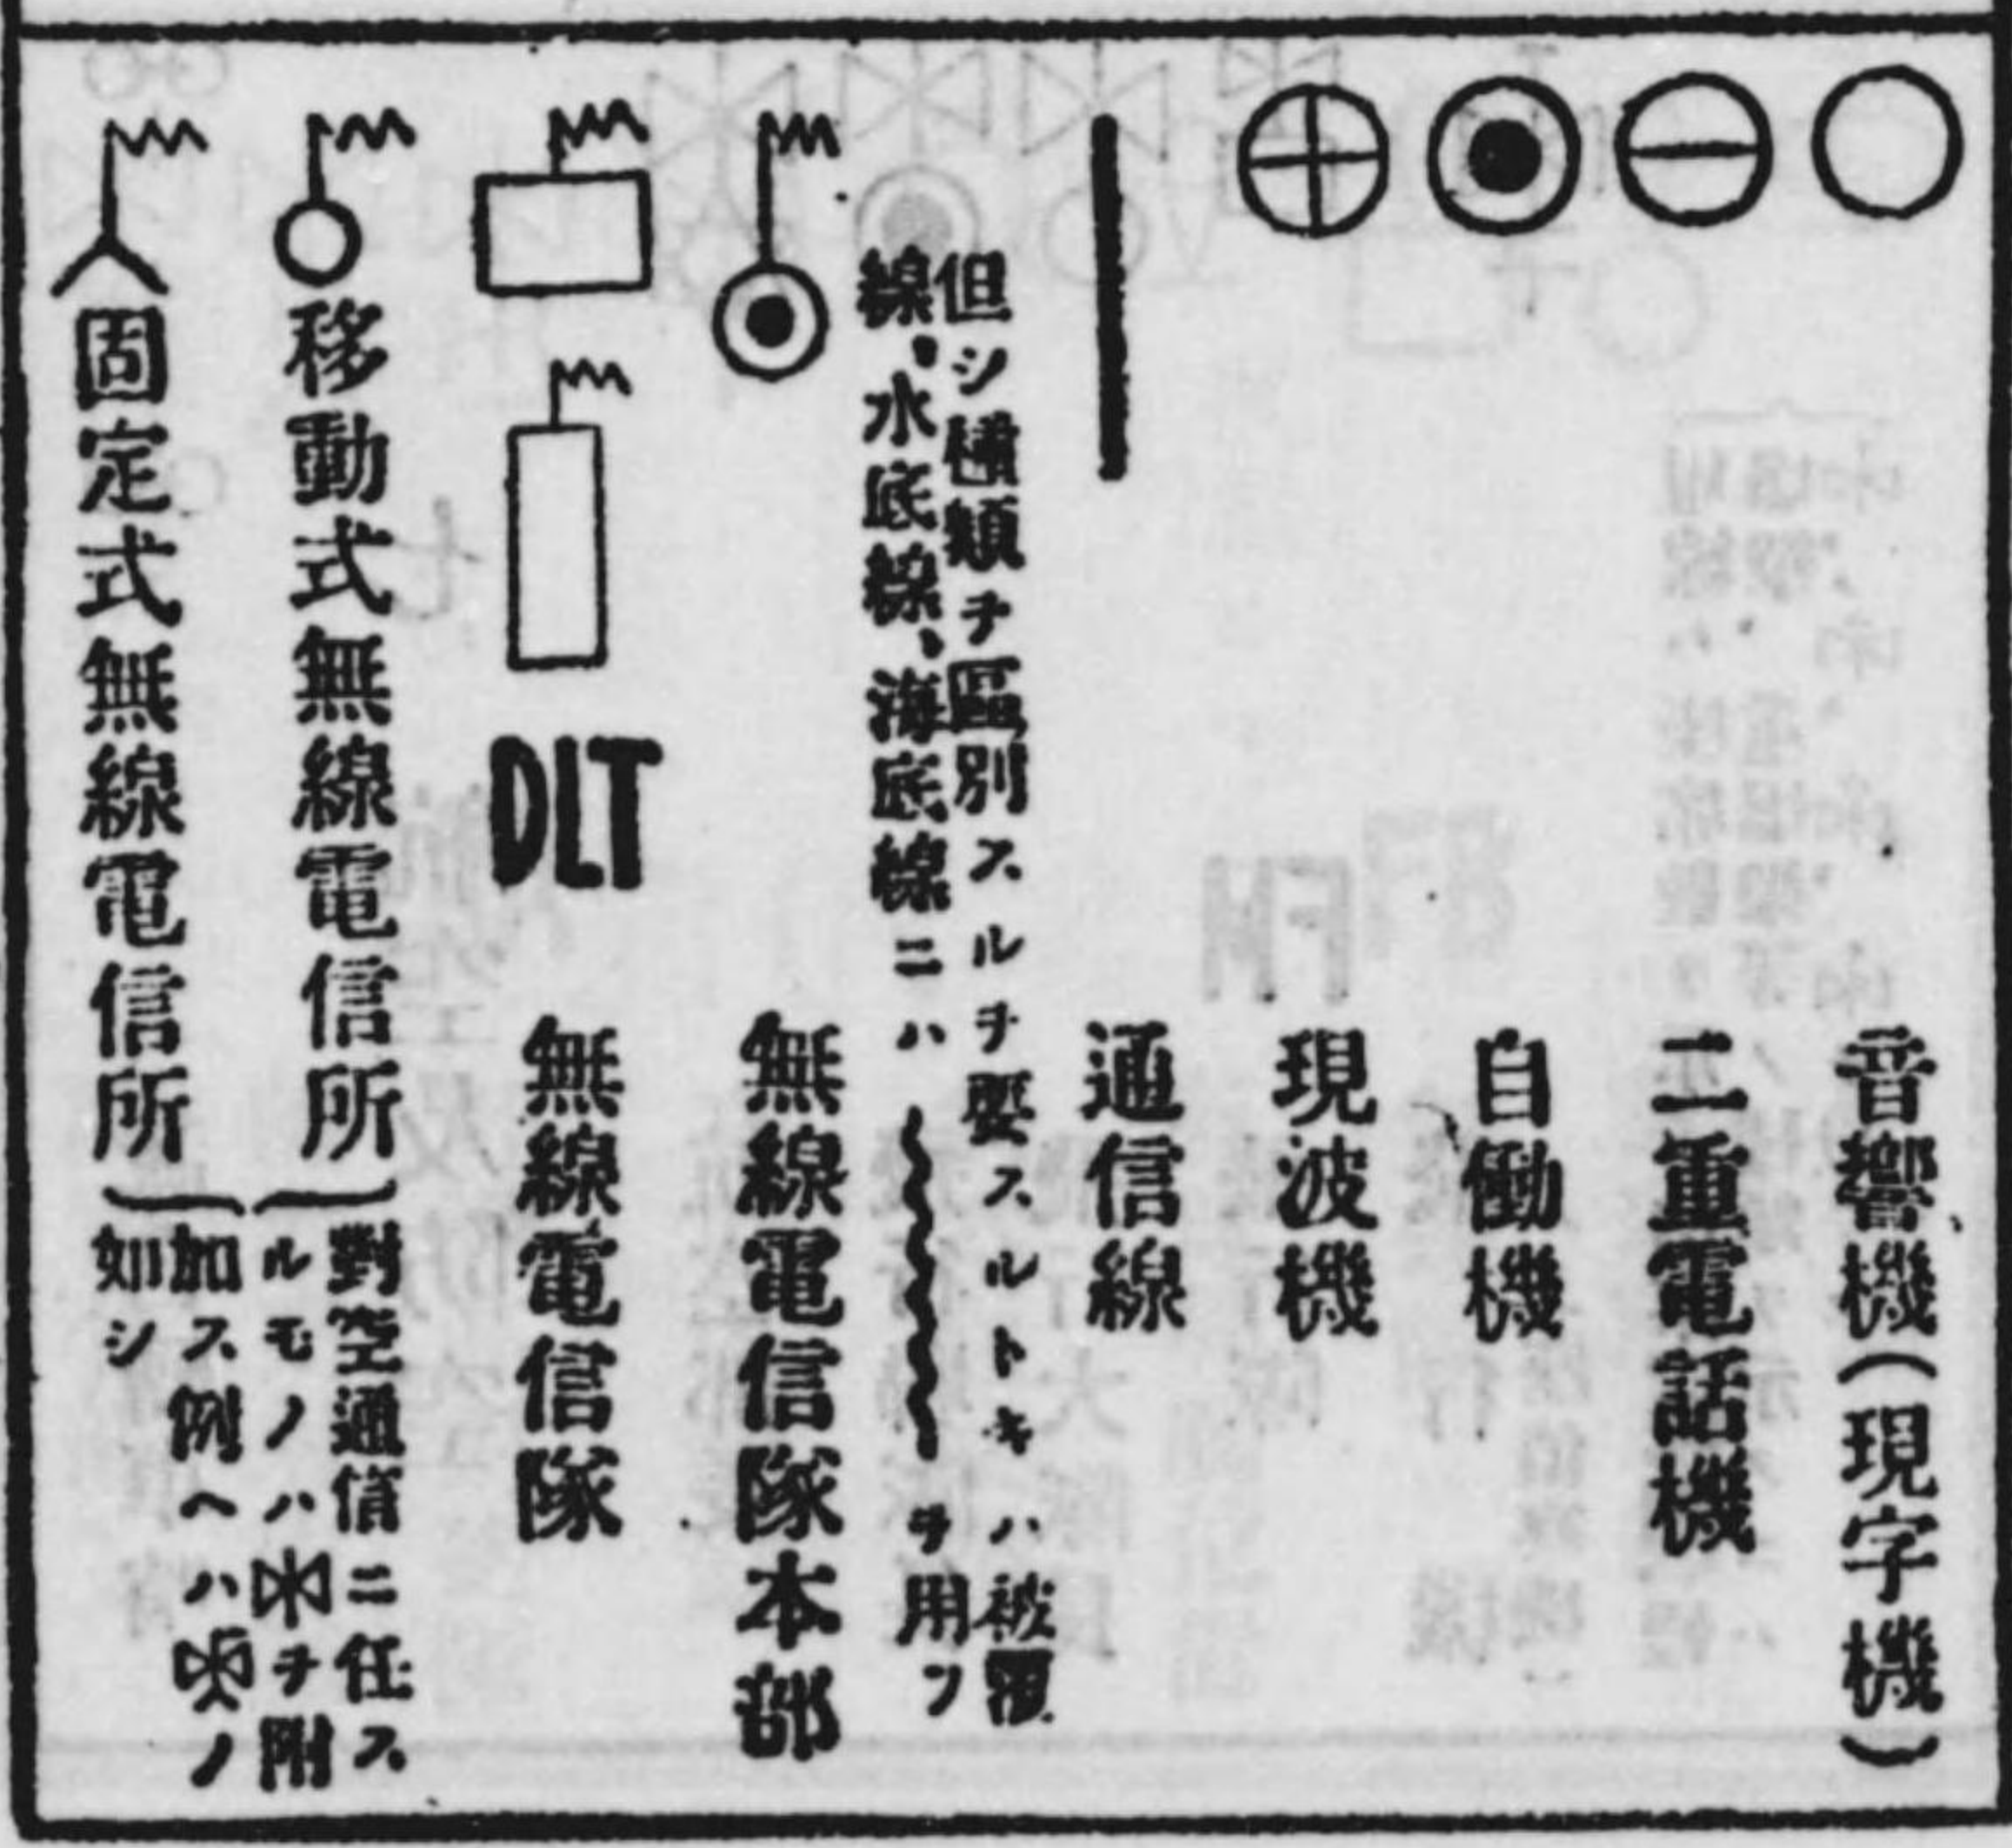 音響機(現字機)
二重電話機
自働機
現波機
通信線
但シ種類ヲ區別スルヲ要スルトキハ被覆
線、水底線、海底線ニハ ヲ用フ
無線電信隊本部
DLT 無線電信隊
移動式無線電信所
固定式無線電信所
對空通信ニ任ス
ルモノハ ヲ附
加ス例ヘハ ノ
如シ